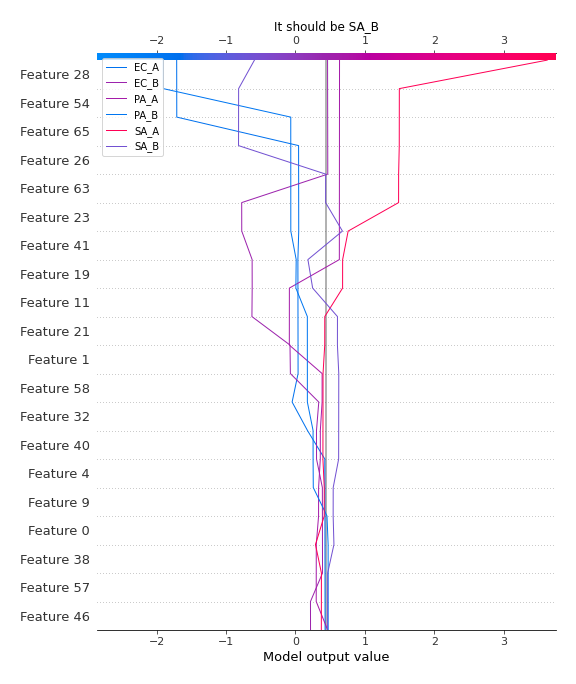 It should be SA_B
−2 −1 0 1 2 3
EC_A
EC_B
PA_A
PA_B
SA_A
SA_B
Feature 28
Feature 54
Feature 65
Feature 26
Feature 63
Feature 23
Feature 41
Feature 19
Feature 11
Feature 21
Feature 1
Feature 58
Feature 32
Feature 40
Feature 4
Feature 9
Feature 0
Feature 38
Feature 57
Feature 46
−2 −1 0 1 2 3
Model output value